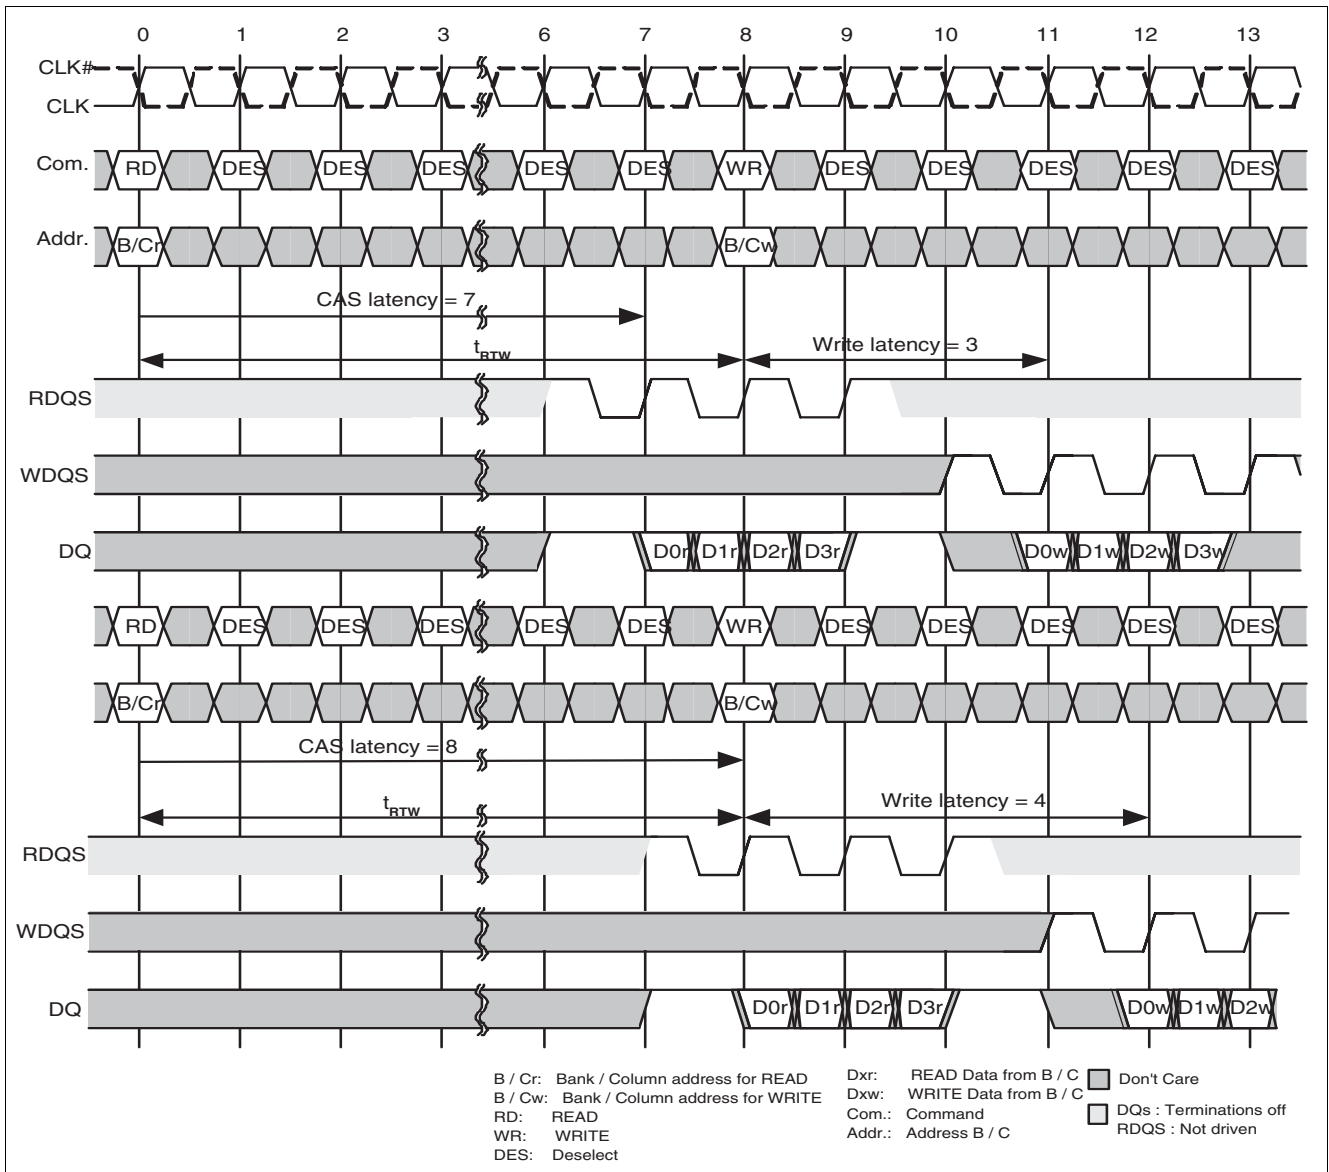 0 1 2 3 6 7 8 9 10 11 12 13
CLK#
CLK
Com. RD DES DES DES DES DES WR DES DES DES DES DES
Addr. B/Cr B/Cw
CAS latency = 7
tRTW Write latency = 3
RDQS
WDQS
DQ D0r D1r D2r D3r D0w D1w D2w D3w
RD DES DES DES DES DES WR DES DES DES DES DES
B/Cr B/Cw
CAS latency = 8
tRTW Write latency = 4
RDQS
WDQS
DQ D0r D1r D2r D3r D0w D1w D2w
B / Cr: Bank / Column address for READ
B / Cw: Bank / Column address for WRITE
RD: READ
WR: WRITE
DES: Deselect
Dxr: READ Data from B / C
Dxw: WRITE Data from B / C
Com.: Command
Addr.: Address B / C
Don't Care
DQs : Terminations off
RDQS : Not driven